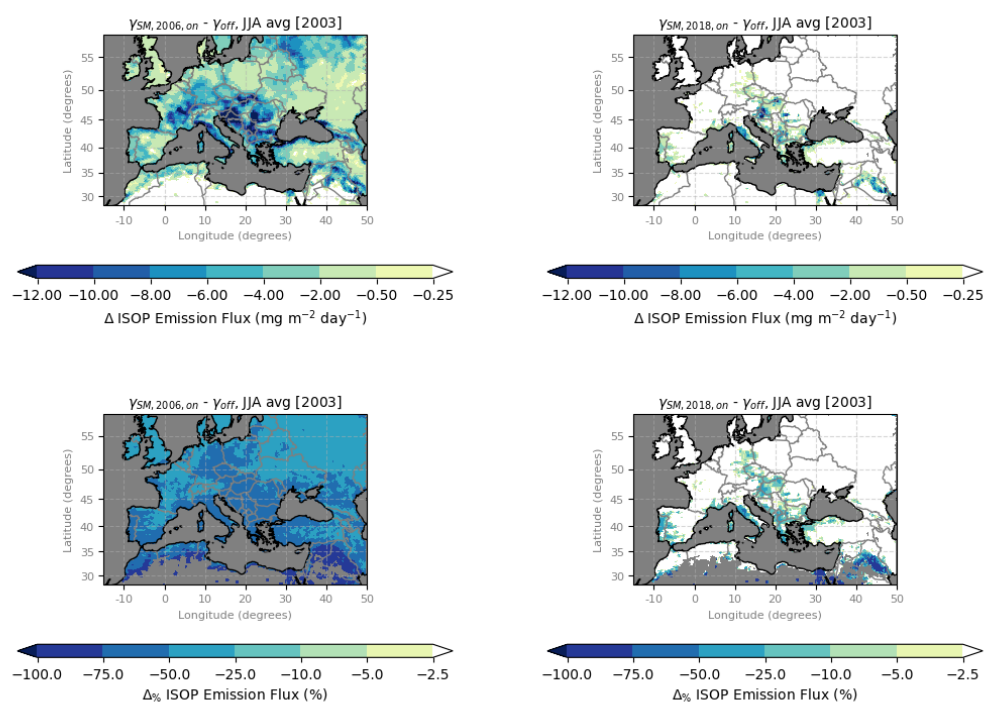 γSM, 2006, on - γoff, JJA avg [2003]
Latitude (degrees)
55
50
45
40
35
30
-10 0 10 20 30 40 50
Longitude (degrees)
−12.00 −10.00 −8.00 −6.00 −4.00 −2.00 −0.50 −0.25
Δ ISOP Emission Flux (mg m⁻² day⁻¹)
γSM, 2018, on - γoff, JJA avg [2003]
Latitude (degrees)
55
50
45
40
35
30
-10 0 10 20 30 40 50
Longitude (degrees)
−12.00 −10.00 −8.00 −6.00 −4.00 −2.00 −0.50 −0.25
Δ ISOP Emission Flux (mg m⁻² day⁻¹)
γSM, 2006, on - γoff, JJA avg [2003]
Latitude (degrees)
55
50
45
40
35
30
-10 0 10 20 30 40 50
Longitude (degrees)
−100.0 −75.0 −50.0 −25.0 −10.0 −5.0 −2.5
Δ% ISOP Emission Flux (%)
γSM, 2018, on - γoff, JJA avg [2003]
Latitude (degrees)
55
50
45
40
35
30
-10 0 10 20 30 40 50
Longitude (degrees)
−100.0 −75.0 −50.0 −25.0 −10.0 −5.0 −2.5
Δ% ISOP Emission Flux (%)